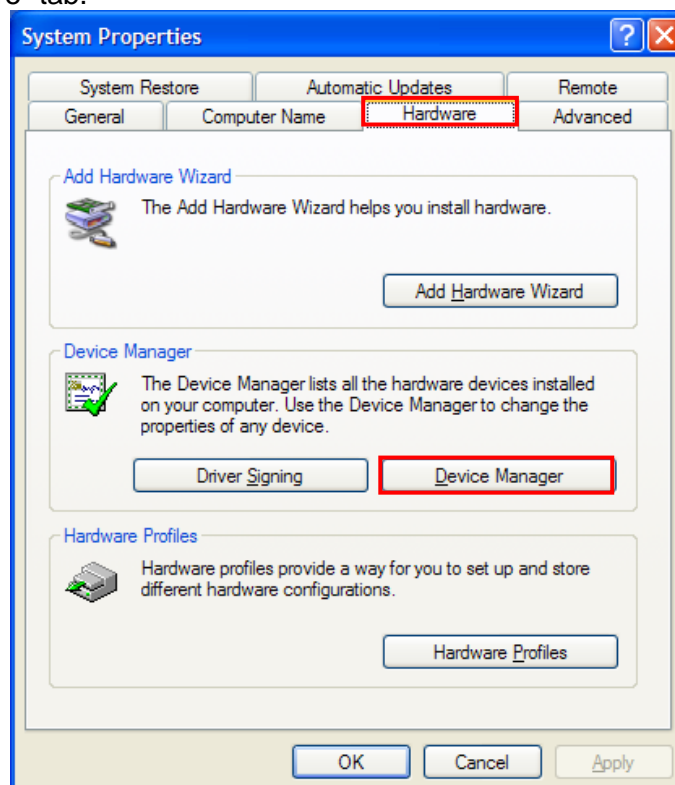 tab.
System Properties
System Restore Automatic Updates Remote
General Computer Name Hardware Advanced
Add Hardware Wizard
The Add Hardware Wizard helps you install hardware.
Add Hardware Wizard
Device Manager
The Device Manager lists all the hardware devices installed
on your computer. Use the Device Manager to change the
properties of any device.
Driver Signing Device Manager
Hardware Profiles
Hardware profiles provide a way for you to set up and store
different hardware configurations.
Hardware Profiles
OK Cancel Apply